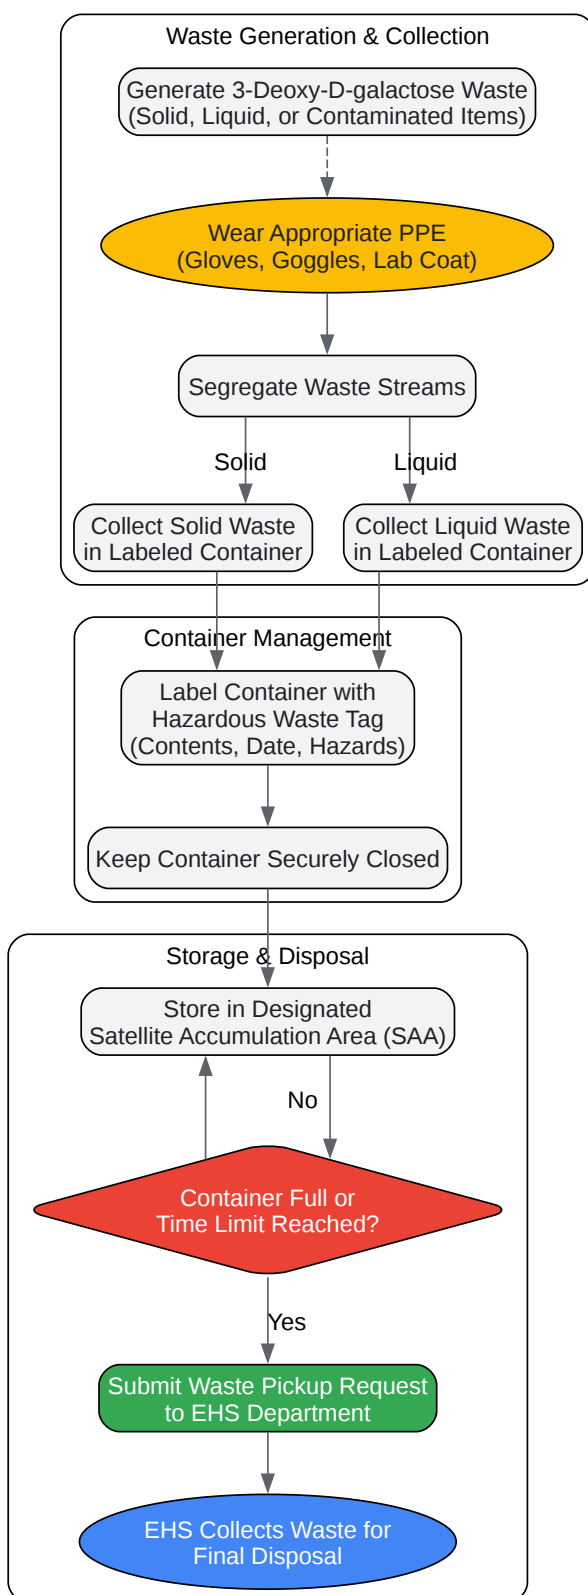 Waste Generation & Collection
Generate 3-Deoxy-D-galactose Waste
(Solid, Liquid, or Contaminated Items)
Wear Appropriate PPE
(Gloves, Goggles, Lab Coat)
Segregate Waste Streams
Solid
Liquid
Collect Solid Waste
in Labeled Container
Collect Liquid Waste
in Labeled Container
Container Management
Label Container with
Hazardous Waste Tag
(Contents, Date, Hazards)
Keep Container Securely Closed
Storage & Disposal
Store in Designated
Satellite Accumulation Area (SAA)
No
Container Full or
Time Limit Reached?
Yes
Submit Waste Pickup Request
to EHS Department
EHS Collects Waste for
Final Disposal